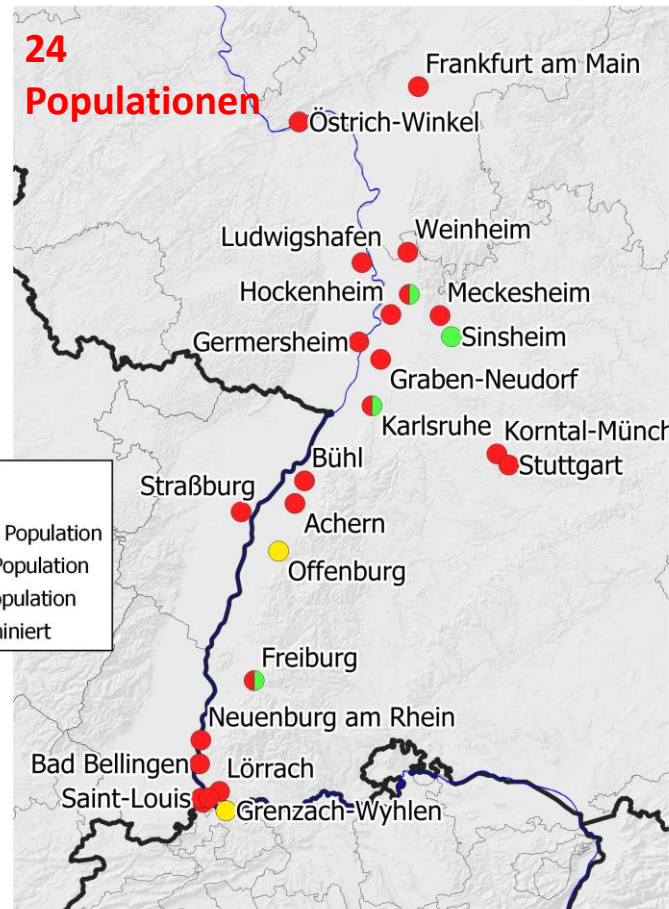 24
Populationen
Frankfurt am Main
Östrich-Winkel
Ludwigshafen
Weinheim
Hockenheim
Meckesheim
Sinsheim
Germersheim
Graben-Neudorf
Karlsruhe
Korntal-Münch
Stuttgart
Bühl
Straßburg
Achern
Population
Population
opulation
niniert
Offenburg
Freiburg
Neuenburg am Rhein
Bad Bellingen
Lörrach
Saint-Louis
Grenzach-Wyhlen